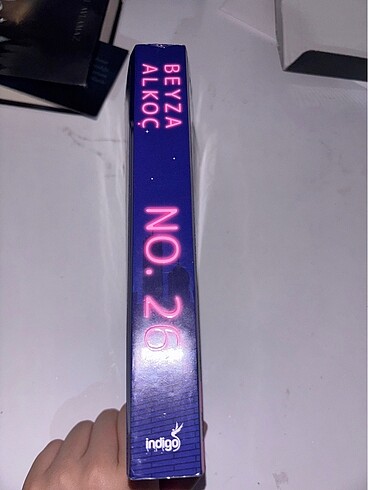 BEYZA
ALKOÇ
NO. 26
indigo